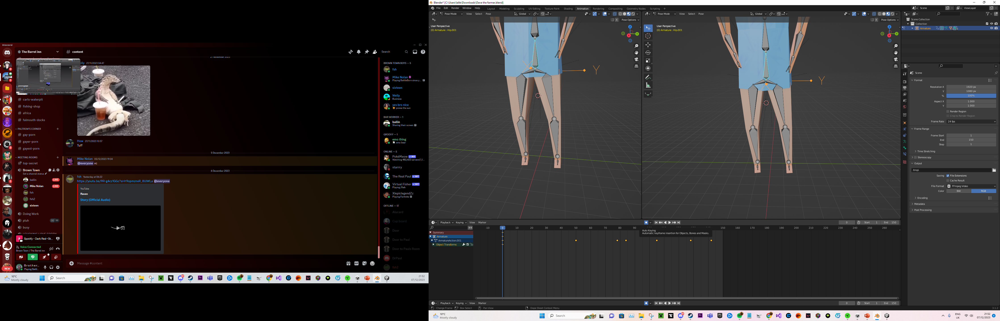 Discord
The Barrel inn
carls-waterpit
fishing-shop
africa
falmouth-docks
PALTROW'S CORNER
gay-porn
gayer-porn
gayest-porn
MEETING ROOMS
top-secret
Brown Town
Set a channel status
ballin LIVE
Mike Nolan LIVE
fsh
fsh2
sixteen
Doing Work
pluh 00 99
busy
Spotify - Dark Red • St...
Voice Connected
Brown Town / The Barrel inn
Brother...
Playing Battl...
NEW
# content
Search
27 November 2023
27/11/2023 04:47
How 27/11/2023 10:57
Tuff
5 December 2023
Mike Nolan 05/12/2023 19:04
@everyone vc
6 December 2023
fsh Yesterday at 06:22
@everyone
YouTube
Raven
Story (Official Audio)
Message #content
GIF
BROWN TOWN BOYS — 5
fsh
Mike Nolan
Playing BattleBorn since y...
sixteen
Welly
Business
yes bro nice
praise the sun
BAR WORKER — 1
ballin
Sharing their screen
GROOVY — 1
emo thing
emo bear
ONLINE — 5
PokéMeow BOT
Watching 482,423 servers! | /...
starrry
The Real Paul BOT
Virtual Fisher BOT
Playing /fish
XlepiclegendZz
Playing Fortnite
OFFLINE — 17
Alucard
Cup board
Door
Door to Paul
Door to Pauls Room
DrPaul
fsh2
10°C
Mostly cloudy
Search
21:52
07/12/2023
Blender* [C:\Users\lalle\Downloads\Dave the farmer.blend]
File Edit Render Window Help
Layout Modeling Sculpting UV Editing Texture Paint Shading Animation Rendering Compositing Geometry Nodes Scripting +
Scene
ViewLayer
Pose Mode View Select Pose Global
Pose Options
User Perspective
(0) Armature : Hip.001
Z
Y
X
Y
Pose Mode View Select Pose Global
Pose Options
User Perspective
(0) Armature : Hip.001
Z
Y
X
Y
Scene Collection
Collection
Armature
Scene
Format
Resolution X 1920 px
Y 1080 px
% 100%
Aspect X 1.000
Y 1.000
Render Region
Crop to Render Region
Frame Rate 24 fps
Frame Range
Frame Start 1
End 150
Step 1
Time Stretching
Stereoscopy
Output
/tmp\
Saving File Extensions
Cache Result
File Format FFmpeg Video
Color BW RGB
Encoding
Metadata
Post Processing
Playback Keying View Marker
0 Start 1 End 150
-10 0 10 20 30 40 50 60 70 80 90 150 160 170 180 190 200 210 220 230 240 250 260
Summary
Armature
ArmatureAction.001
Object Transforms
Auto Keying
Automatic keyframe insertion for Objects, Bones and Masks.
Playback Keying View Marker
0 Start 1 End 150
Change Frame Box Select Pan View Dope Sheet Context Menu
3.1.2
10°C
Mostly cloudy
Search
ENG
UK
21:52
07/12/2023